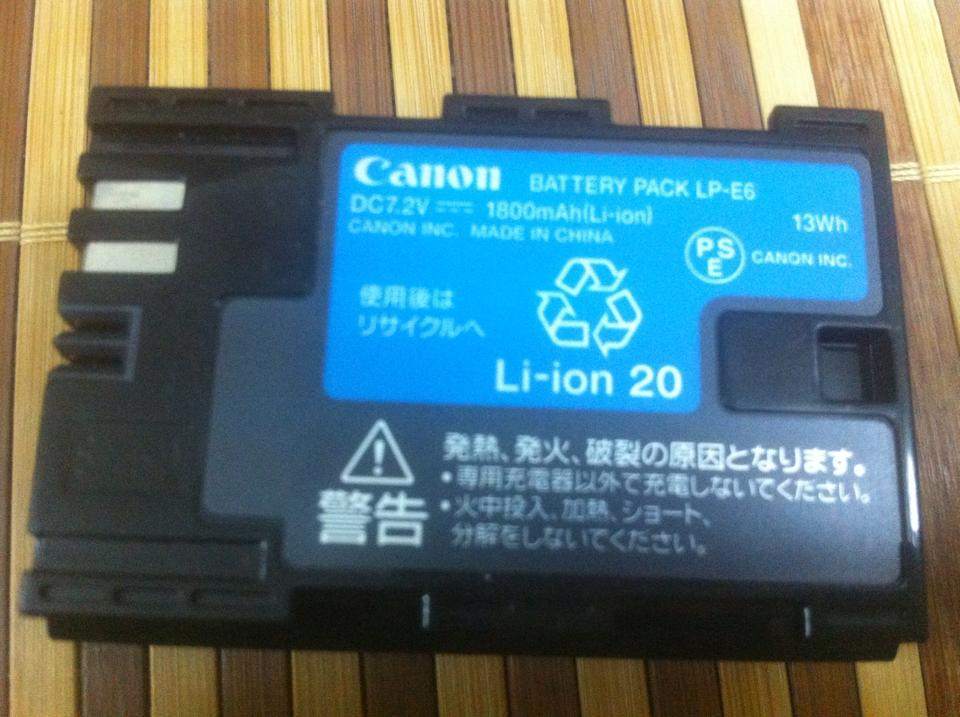 Canon BATTERY PACK LP-E6
DC7.2V ⎓ 1800mAh(Li-ion) 13Wh
CANON INC. MADE IN CHINA
PSE CANON INC.
使用後は
リサイクルへ
Li-ion 20
警告
発熱、発火、破裂の原因となります。
・専用充電器以外で充電しないでください。
・火中投入、加熱、ショート、
分解をしないでください。